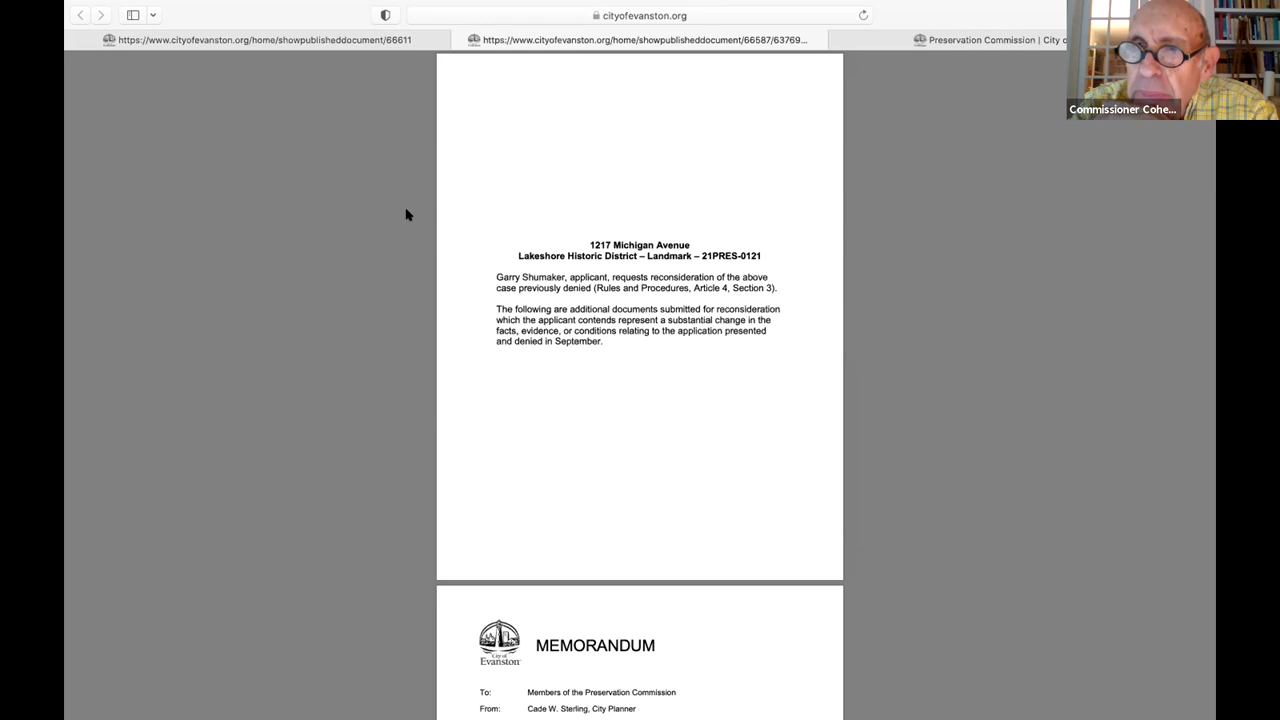 cityofevanston.org
https://www.cityofevanston.org/home/showpublisheddocument/66611
https://www.cityofevanston.org/home/showpublisheddocument/66587/63769...
Preservation Commission | City
Commissioner Cohe...
1217 Michigan Avenue
Lakeshore Historic District – Landmark – 21PRES-0121
Garry Shumaker, applicant, requests reconsideration of the above
case previously denied (Rules and Procedures, Article 4, Section 3).
The following are additional documents submitted for reconsideration
which the applicant contends represent a substantial change in the
facts, evidence, or conditions relating to the application presented
and denied in September.
City of
Evanston
MEMORANDUM
To: Members of the Preservation Commission
From: Cade W. Sterling, City Planner